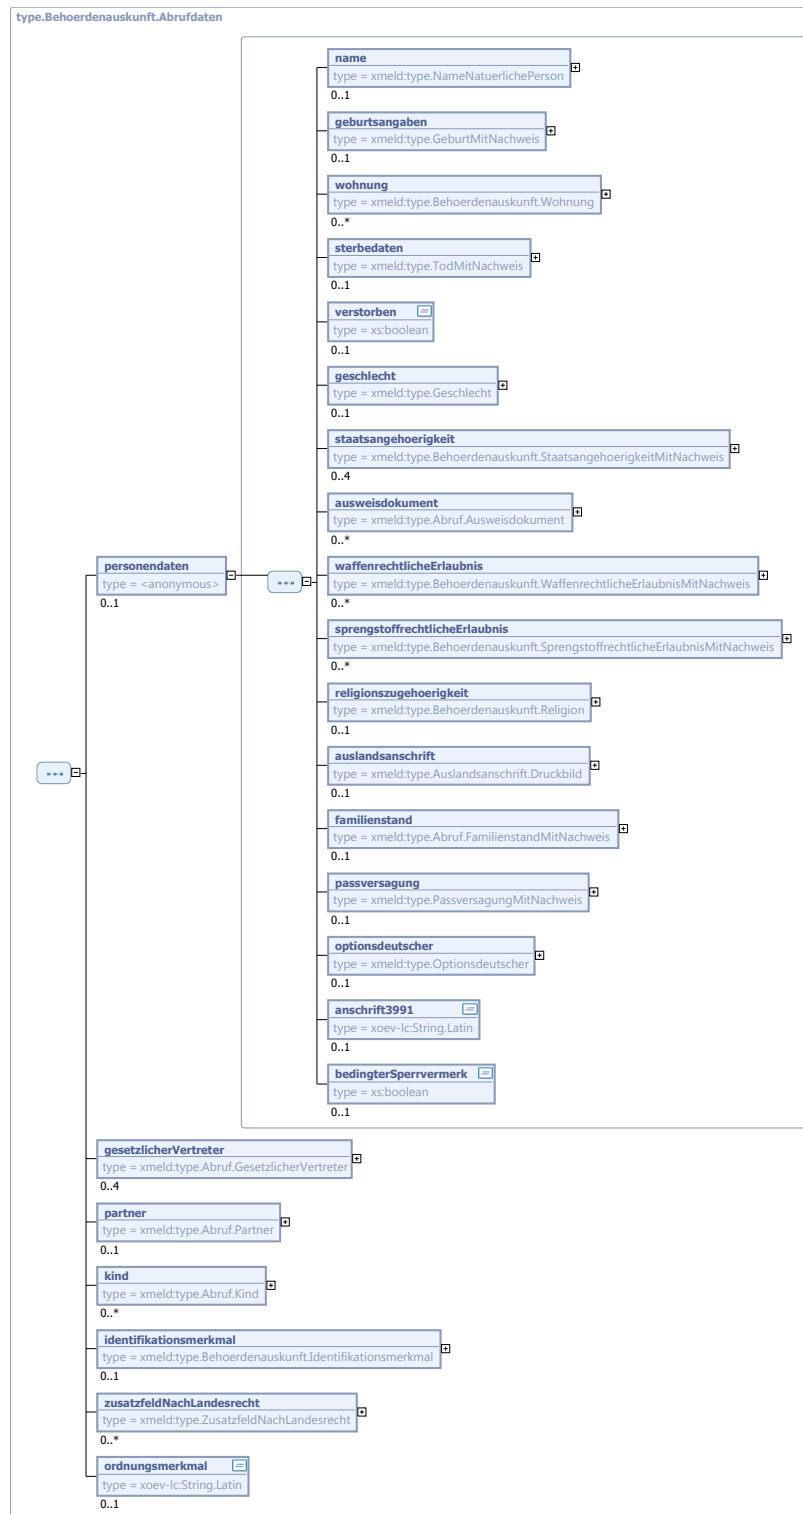 type.Behoerdenauskunft.Abrufdaten
name
type = xmeld:type.NameNatuerlichePerson
0..1
geburtsangaben
type = xmeld:type.GeburtMitNachweis
0..1
wohnung
type = xmeld:type.Behoerdenauskunft.Wohnung
0..*
sterbedaten
type = xmeld:type.TodMitNachweis
0..1
verstorben
type = xs:boolean
0..1
geschlecht
type = xmeld:type.Geschlecht
0..1
staatsangehoerigkeit
type = xmeld:type.Behoerdenauskunft.StaatsangehoerigkeitMitNachweis
0..4
ausweisdokument
type = xmeld:type.Abruf.Ausweisdokument
0..*
personendaten
type = <anonymous>
0..1
waffenrechtlicheErlaubnis
type = xmeld:type.Behoerdenauskunft.WaffenrechtlicheErlaubnisMitNachweis
0..*
sprengstoffrechtlicheErlaubnis
type = xmeld:type.Behoerdenauskunft.SprengstoffrechtlicheErlaubnisMitNachweis
0..*
religionszugehoerigkeit
type = xmeld:type.Behoerdenauskunft.Religion
0..1
auslandsanschrift
type = xmeld:type.Auslandsanschrift.Druckbild
0..1
familienstand
type = xmeld:type.Abruf.FamilienstandMitNachweis
0..1
passversagung
type = xmeld:type.PassversagungMitNachweis
0..1
optionsdeutscher
type = xmeld:type.Optionsdeutscher
0..1
anschrift3991
type = xoev-lc:String.Latin
0..1
bedingterSperrvermerk
type = xs:boolean
0..1
gesetzlicherVertreter
type = xmeld:type.Abruf.GesetzlicherVertreter
0..4
partner
type = xmeld:type.Abruf.Partner
0..1
kind
type = xmeld:type.Abruf.Kind
0..*
identifikationsmerkmal
type = xmeld:type.Behoerdenauskunft.Identifikationsmerkmal
0..1
zusatzfeldNachLandesrecht
type = xmeld:type.ZusatzfeldNachLandesrecht
0..*
ordnungsmerkmal
type = xoev-lc:String.Latin
0..1